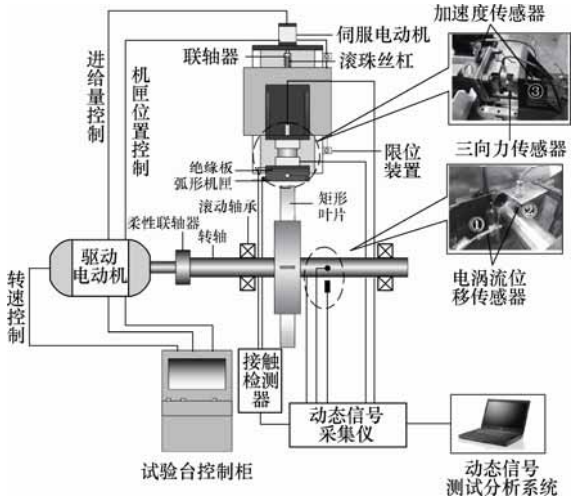 加速度传感器
伺服电动机
联轴器
滚珠丝杠
进给量控制
机匣位置控制
③
三向力传感器
限位
装置
绝缘板
弧形机匣
矩形
叶片
滚动轴承
柔性联轴器
转轴
①
②
驱动
电动机
电涡流位
移传感器
转速控制
接触
检测
器
动态信号
采集仪
试验台控制柜
动态信号
测试分析系统